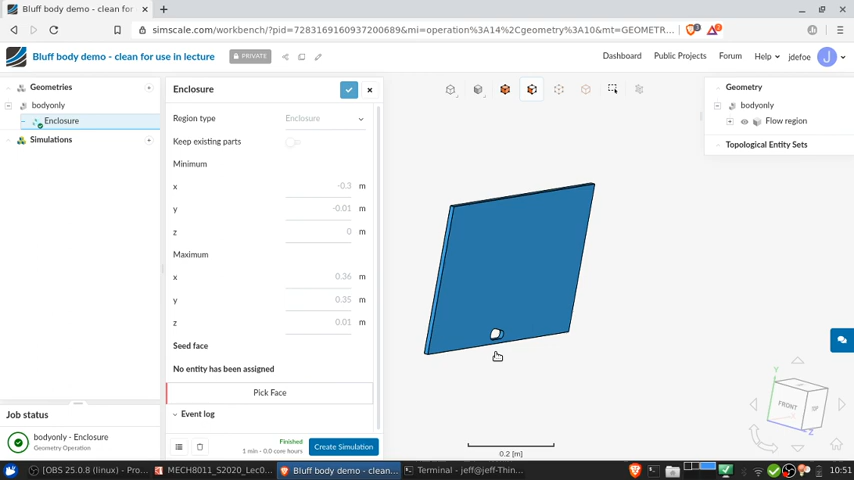 Bluff body demo - clean...
simscale.com/workbench/?pid=7283169160937200689&mi=operation%3A14%2Cgeometry%3A10&mt=GEOMETR...
Bluff body demo - clean for use in lecture
PRIVATE
Dashboard
Public Projects
Forum
Help
jdefoe
J
Geometries
bodyonly
Enclosure
Simulations
Enclosure
Region type
Enclosure
Keep existing parts
Minimum
x
-0.3
m
y
-0.01
m
z
0
m
Maximum
x
0.36
m
y
0.35
m
z
0.01
m
Seed face
No entity has been assigned
Pick Face
Event log
Finished
1 min - 0.0 core hours
Create Simulation
Geometry
bodyonly
Flow region
Topological Entity Sets
0.2 [m]
Y
FRONT
Z
Job status
bodyonly - Enclosure
Geometry Operation
[OBS 25.0.8 (linux) - Pro...
MECH8011_S2020_Lec0...
Bluff body demo - clean...
Terminal - jeff@jeff-Thin...
10:51